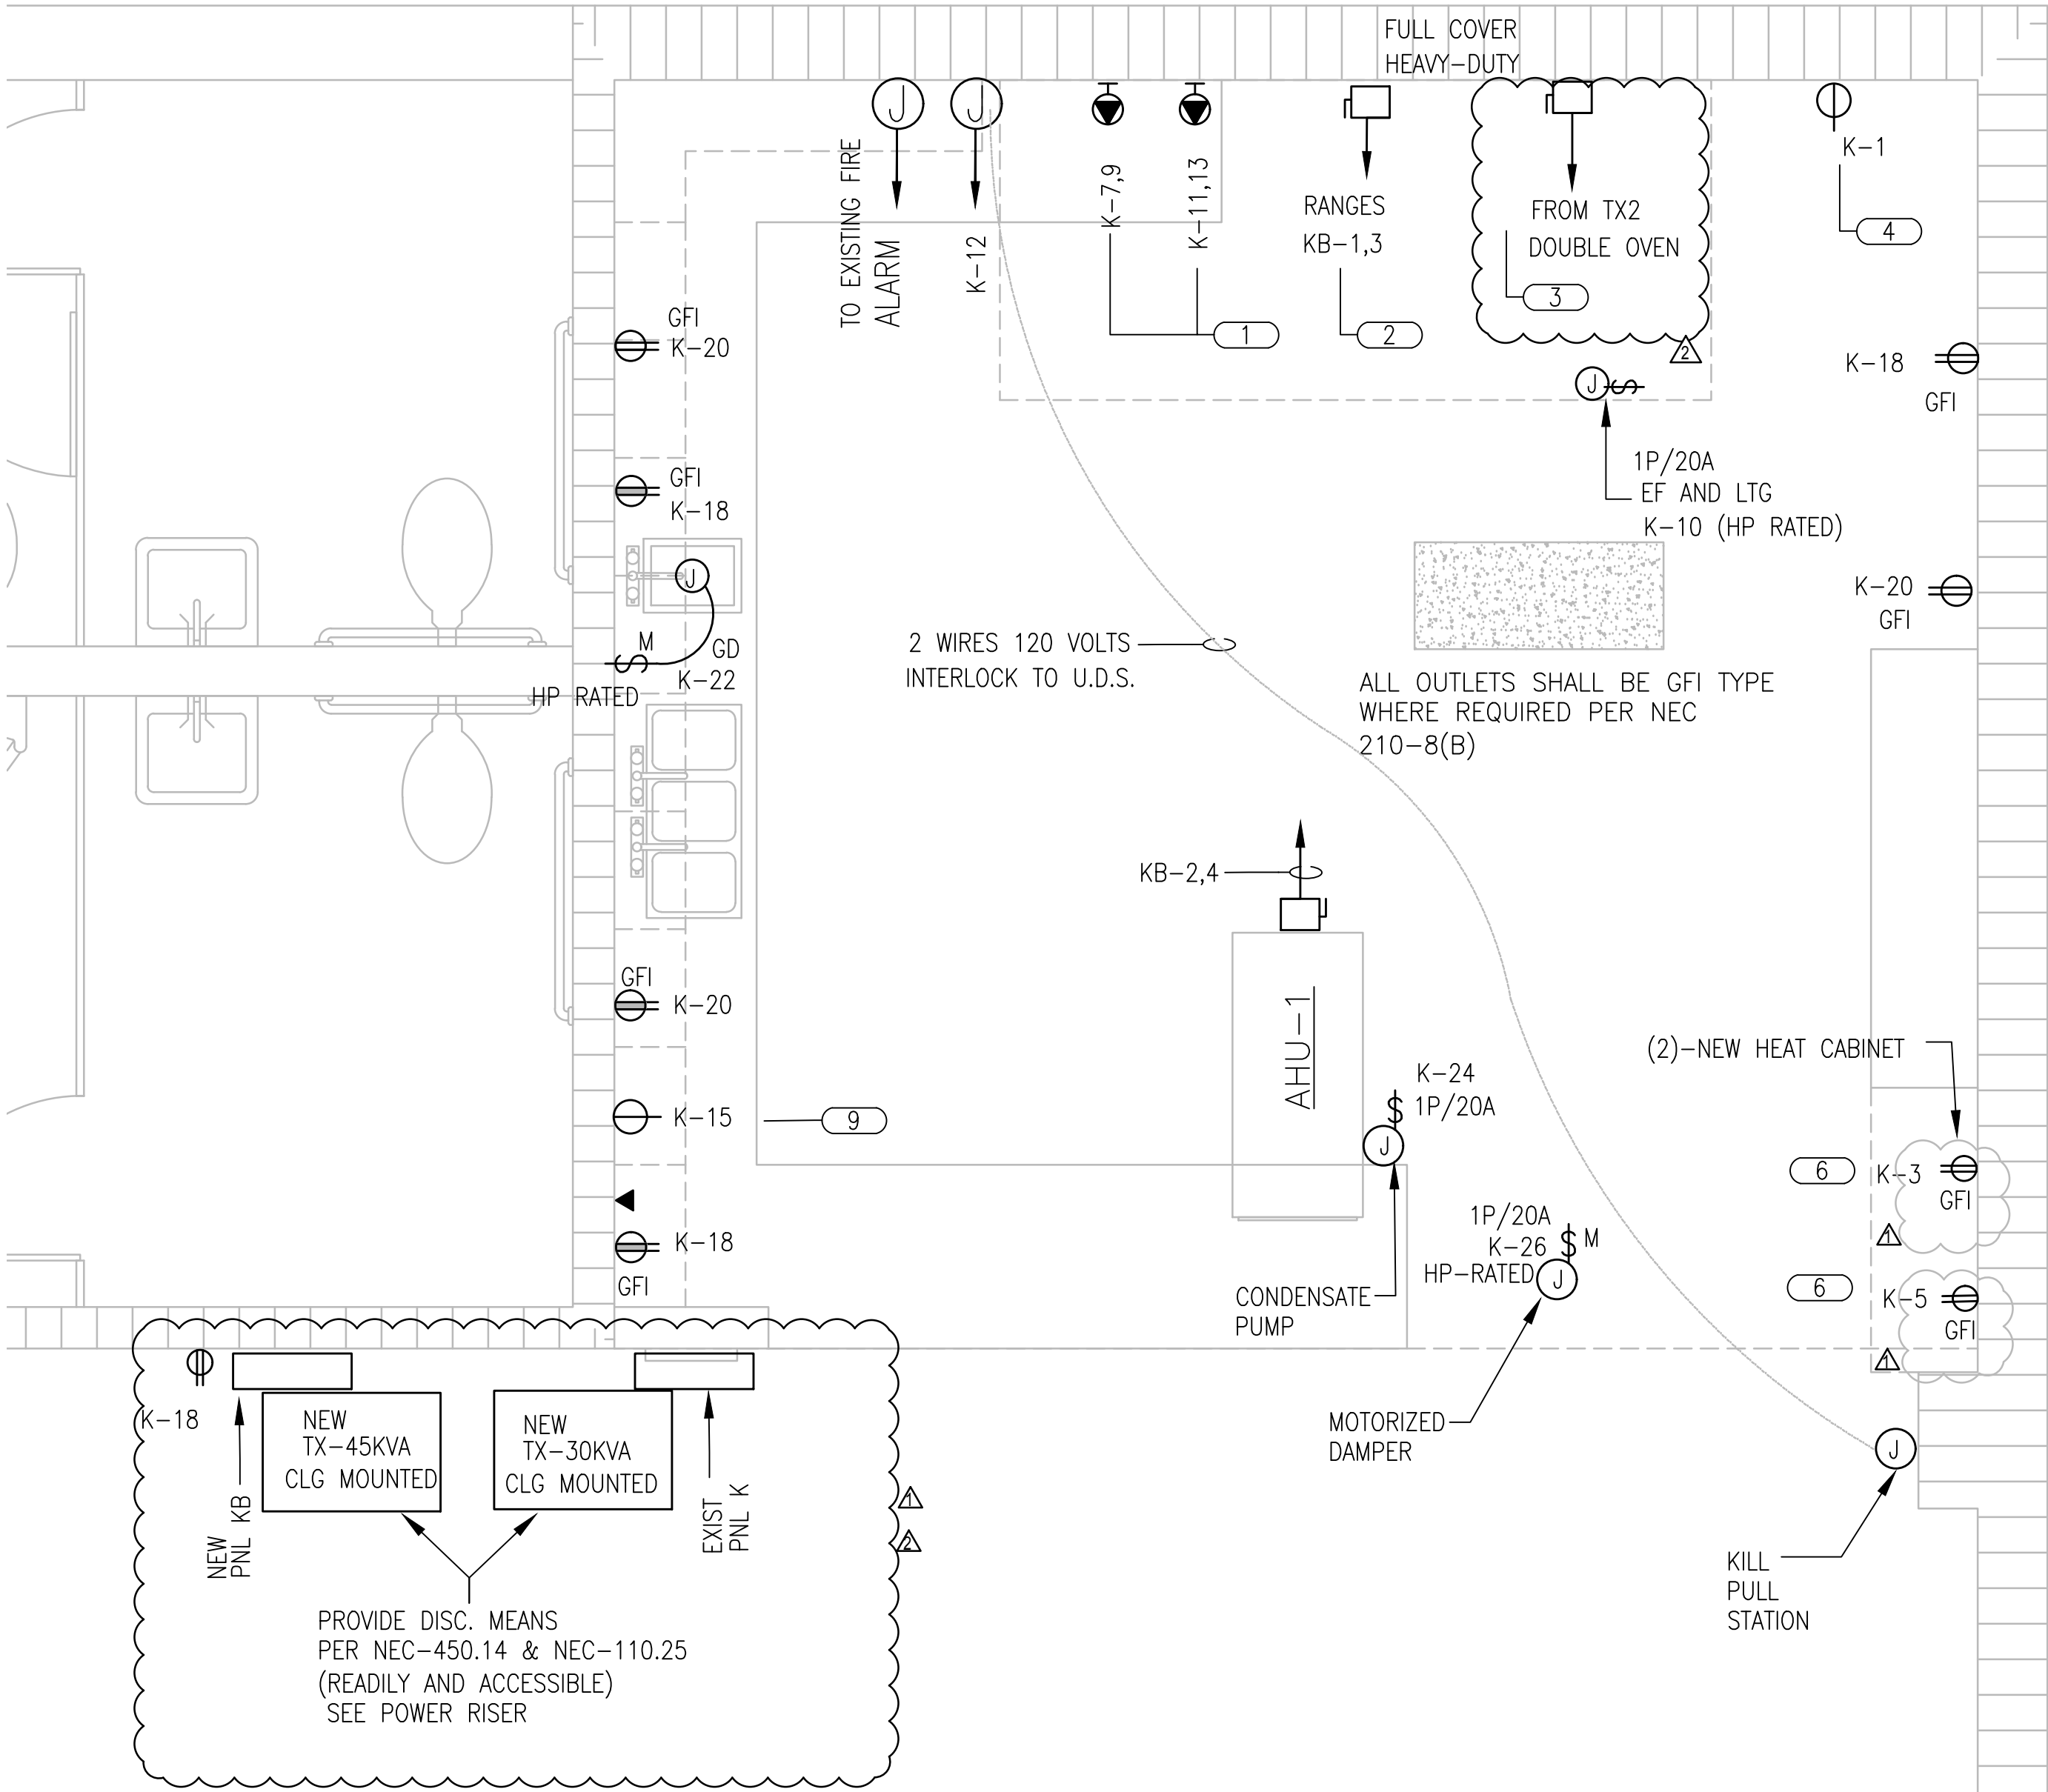 FULL COVER
HEAVY-DUTY
J
J
TO EXISTING FIRE
ALARM
K-12
K-7,9
K-11,13
1
RANGES
KB-1,3
2
FROM TX2
DOUBLE OVEN
3
2
K-1
4
GFI
K-20
K-18
GFI
J
1P/20A
EF AND LTG
K-10 (HP RATED)
GFI
K-18
J
M
GD
K-22
HP RATED
K-20
GFI
2 WIRES 120 VOLTS
INTERLOCK TO U.D.S.
ALL OUTLETS SHALL BE GFI TYPE
WHERE REQUIRED PER NEC
210-8(B)
KB-2,4
AHU-1
GFI
K-20
K-15
9
K-18
GFI
K-24
1P/20A
J
CONDENSATE
PUMP
1P/20A
K-26
M
HP-RATED
J
MOTORIZED
DAMPER
(2)-NEW HEAT CABINET
6
K-3
GFI
1
6
K-5
GFI
1
J
KILL
PULL
STATION
K-18
NEW
PNL KB
NEW
TX-45KVA
CLG MOUNTED
NEW
TX-30KVA
CLG MOUNTED
EXIST
PNL K
1
2
PROVIDE DISC. MEANS
PER NEC-450.14 & NEC-110.25
(READILY AND ACCESSIBLE)
SEE POWER RISER